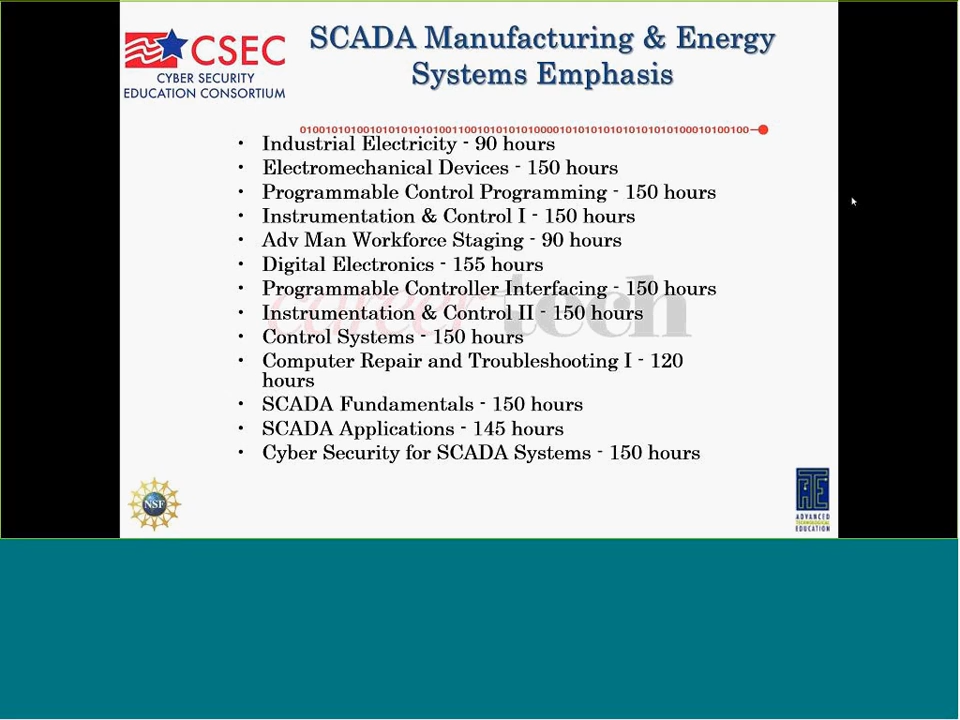 CSEC
CYBER SECURITY
EDUCATION CONSORTIUM
SCADA Manufacturing & Energy
Systems Emphasis
• Industrial Electricity - 90 hours
• Electromechanical Devices - 150 hours
• Programmable Control Programming - 150 hours
• Instrumentation & Control I - 150 hours
• Adv Man Workforce Staging - 90 hours
• Digital Electronics - 155 hours
• Programmable Controller Interfacing - 150 hours
• Instrumentation & Control II - 150 hours
• Control Systems - 150 hours
• Computer Repair and Troubleshooting I - 120
hours
• SCADA Fundamentals - 150 hours
• SCADA Applications - 145 hours
• Cyber Security for SCADA Systems - 150 hours
careertech
NSF
ATE
ADVANCED
TECHNOLOGICAL
EDUCATION